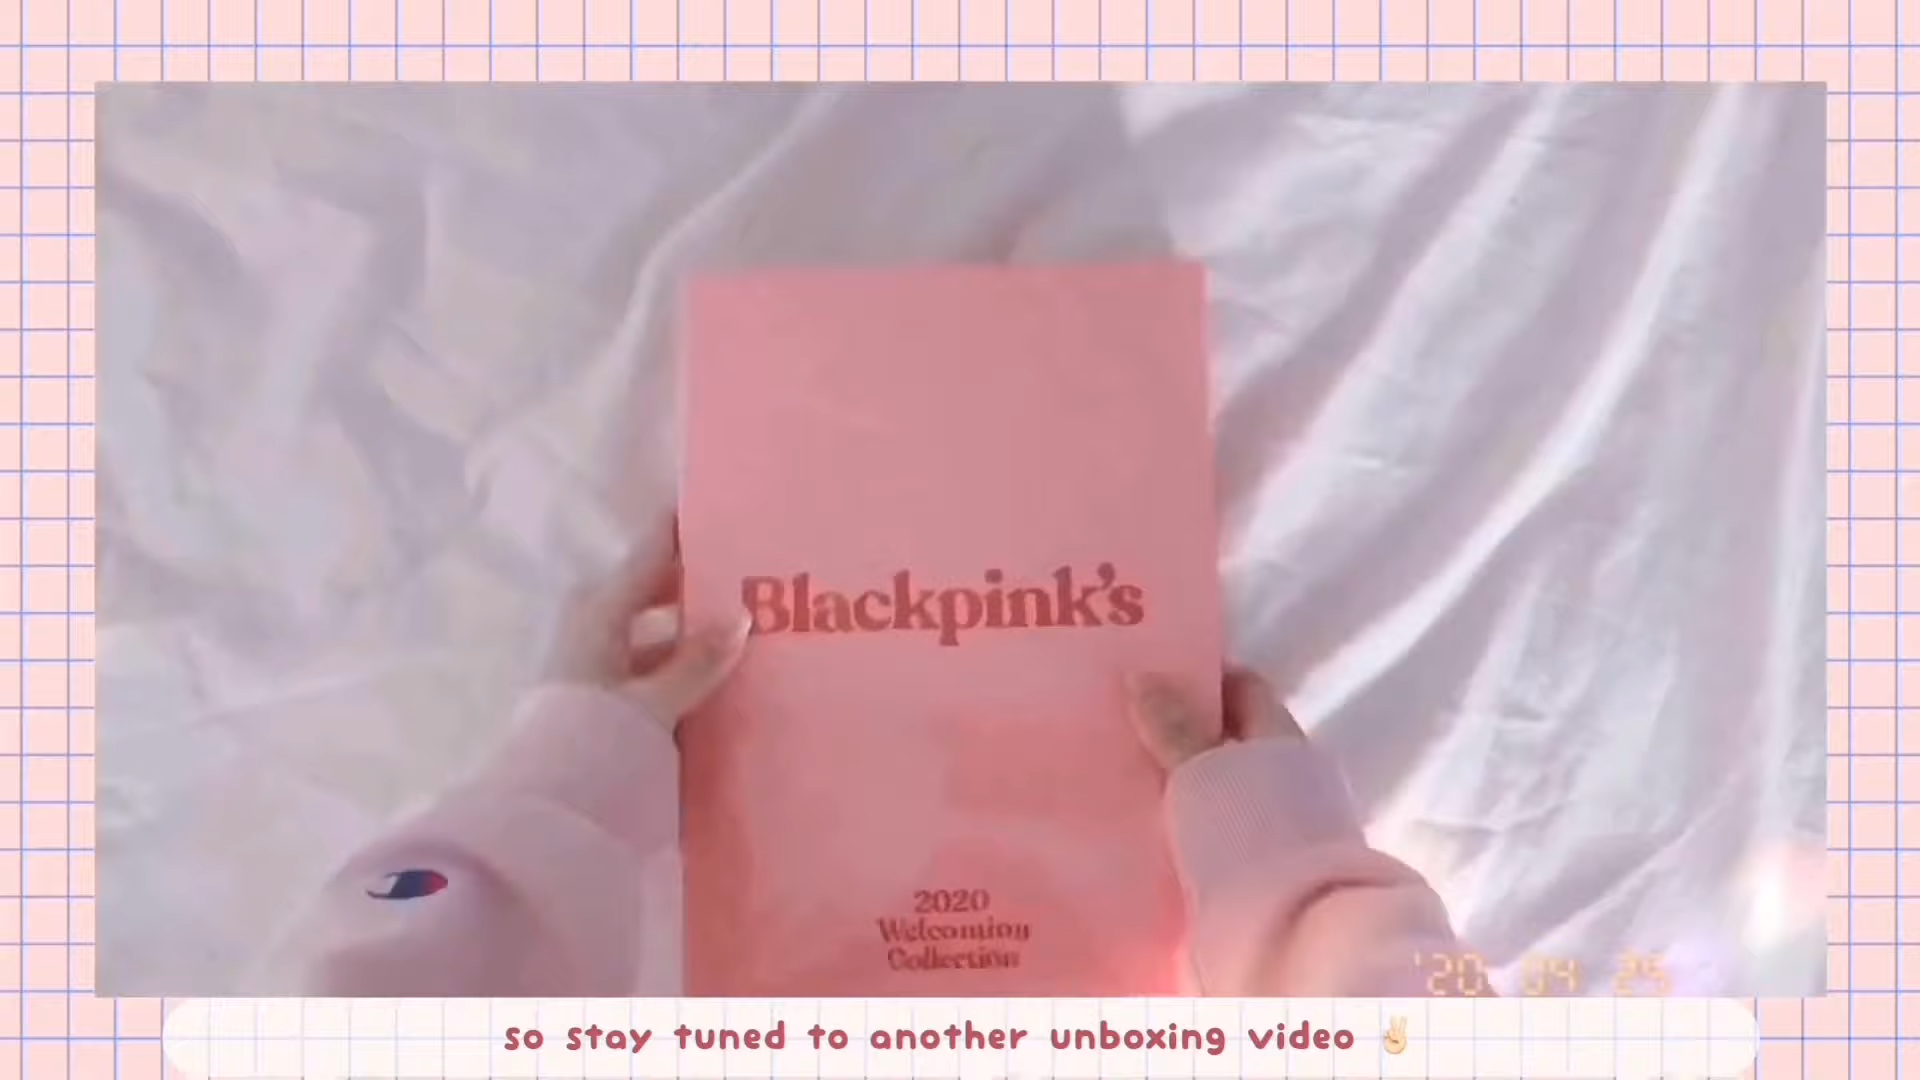 Blackpink's
2020
Welcoming
Collection
'20 04 25
so stay tuned to another unboxing video ✌🏻